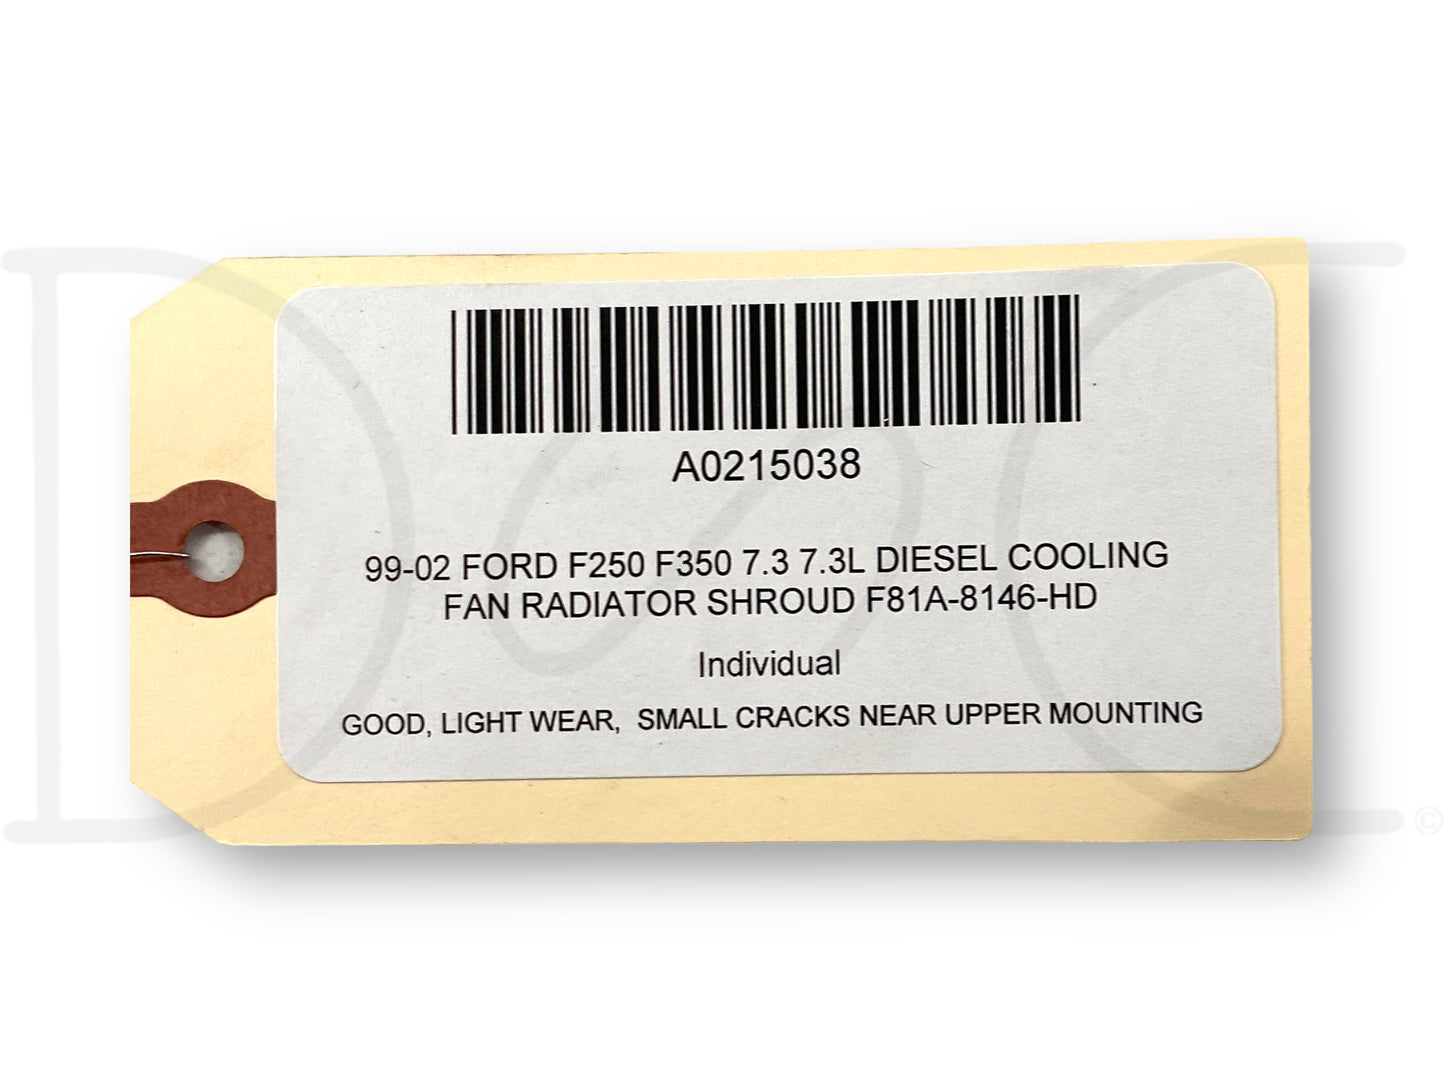 A0215038
99-02 FORD F250 F350 7.3 7.3L DIESEL COOLING
FAN RADIATOR SHROUD F81A-8146-HD
Individual
GOOD, LIGHT WEAR, SMALL CRACKS NEAR UPPER MOUNTING
©